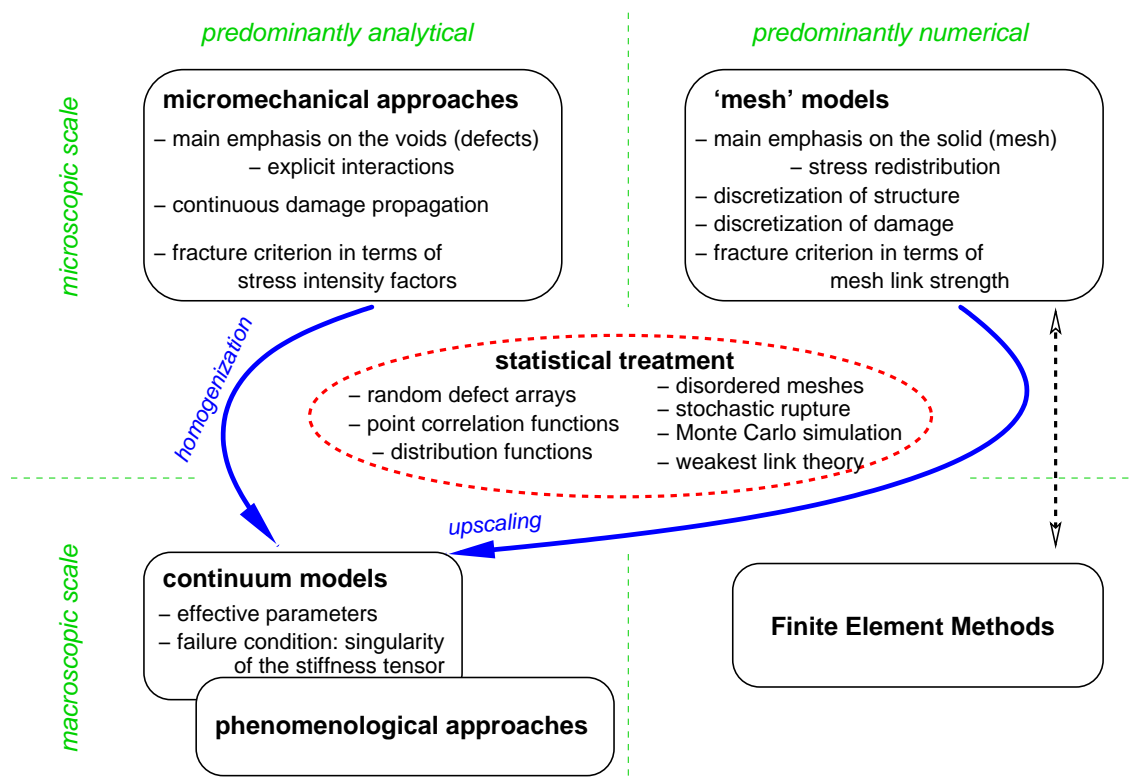 predominantly analytical
predominantly numerical
microscopic scale
micromechanical approaches
– main emphasis on the voids (defects)
– explicit interactions
– continuous damage propagation
– fracture criterion in terms of
stress intensity factors
‘mesh’ models
– main emphasis on the solid (mesh)
– stress redistribution
– discretization of structure
– discretization of damage
– fracture criterion in terms of
mesh link strength
homogenization
statistical treatment
– random defect arrays
– point correlation functions
– distribution functions
– disordered meshes
– stochastic rupture
– Monte Carlo simulation
– weakest link theory
upscaling
macroscopic scale
continuum models
– effective parameters
– failure condition: singularity
of the stiffness tensor
phenomenological approaches
Finite Element Methods